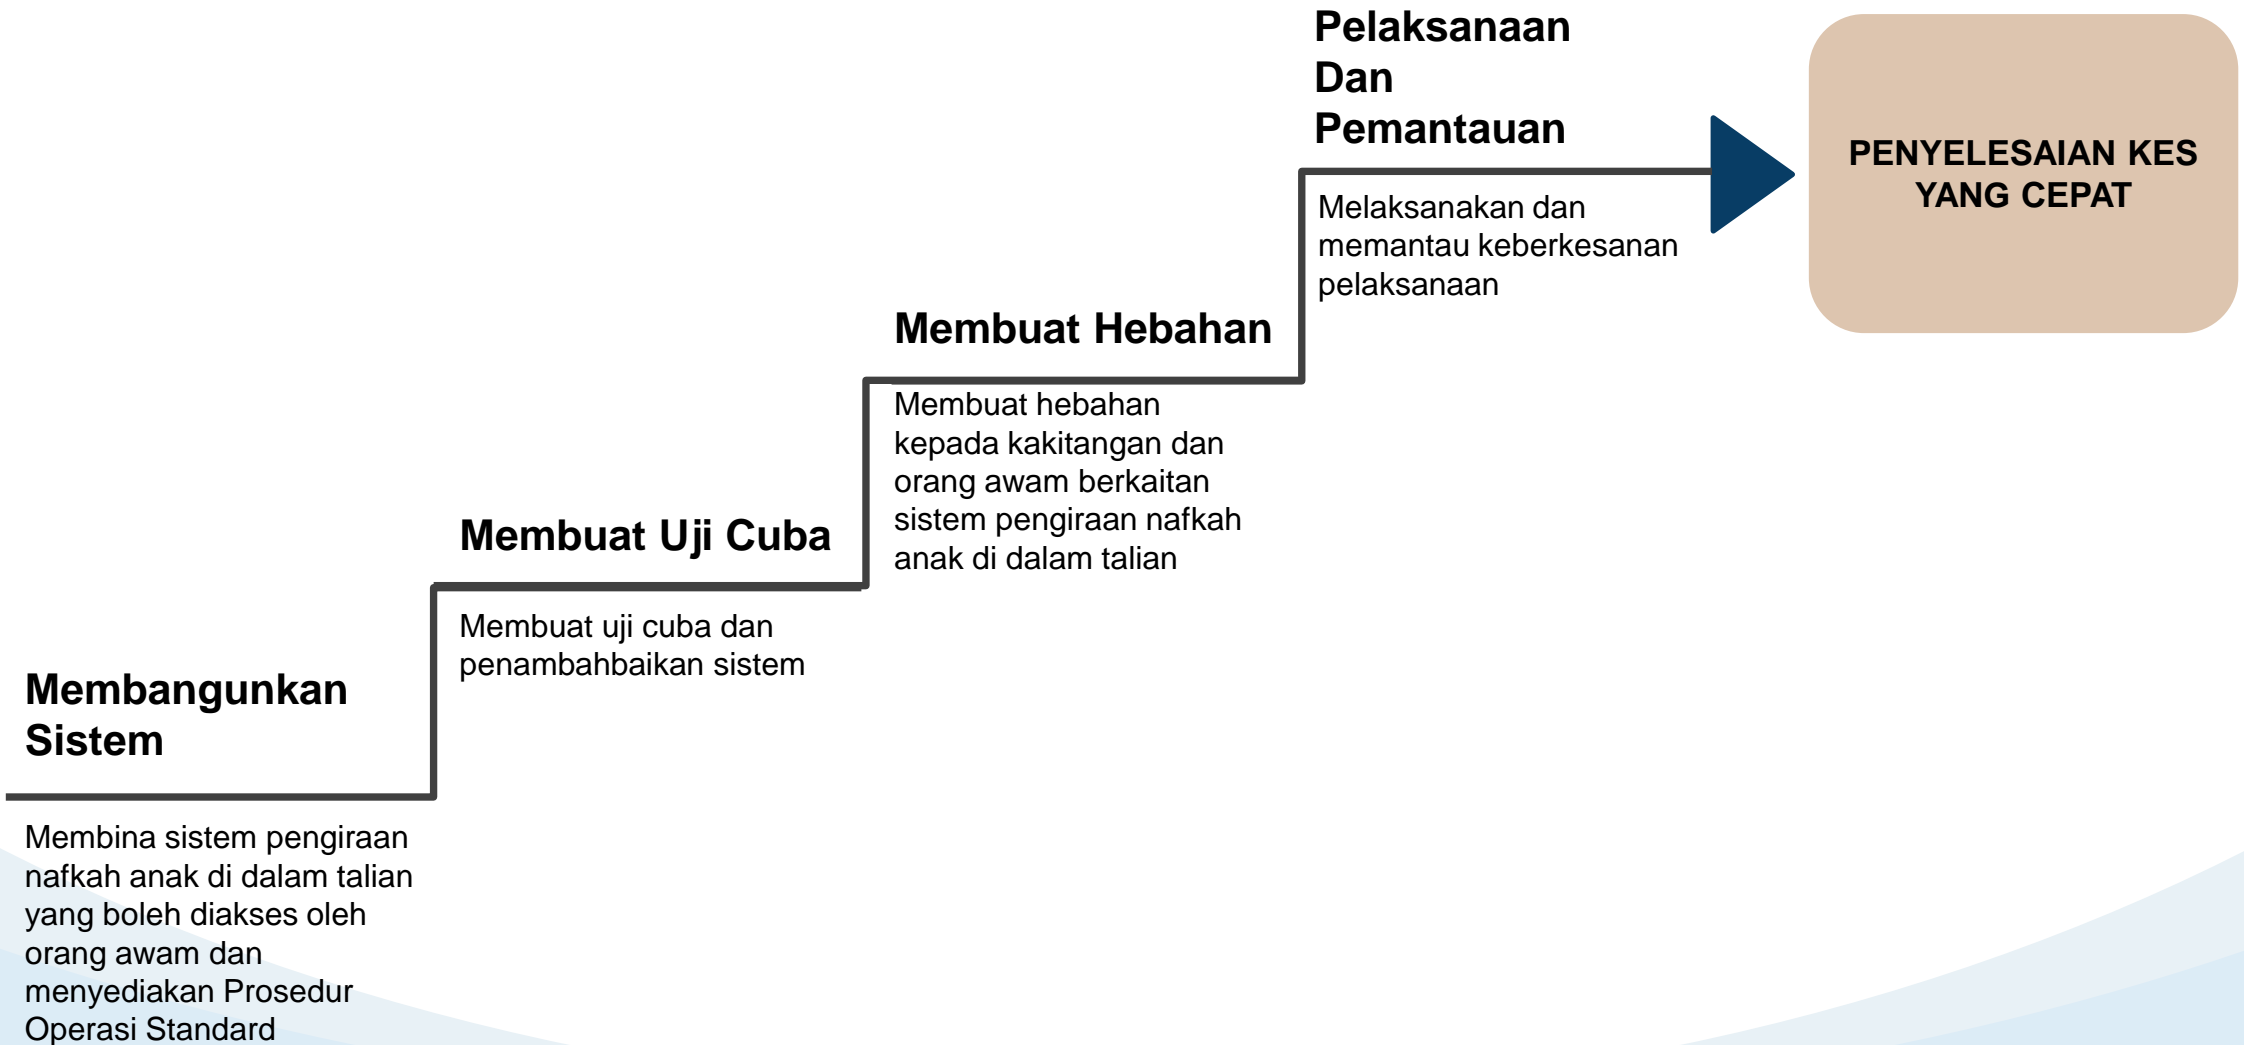 Membangunkan
Sistem
Membina sistem pengiraan
nafkah anak di dalam talian
yang boleh diakses oleh
orang awam dan
menyediakan Prosedur
Operasi Standard
Membuat Uji Cuba
Membuat uji cuba dan
penambahbaikan sistem
Membuat Hebahan
Membuat hebahan
kepada kakitangan dan
orang awam berkaitan
sistem pengiraan nafkah
anak di dalam talian
Pelaksanaan
Dan
Pemantauan
Melaksanakan dan
memantau keberkesanan
pelaksanaan
PENYELESAIAN KES
YANG CEPAT